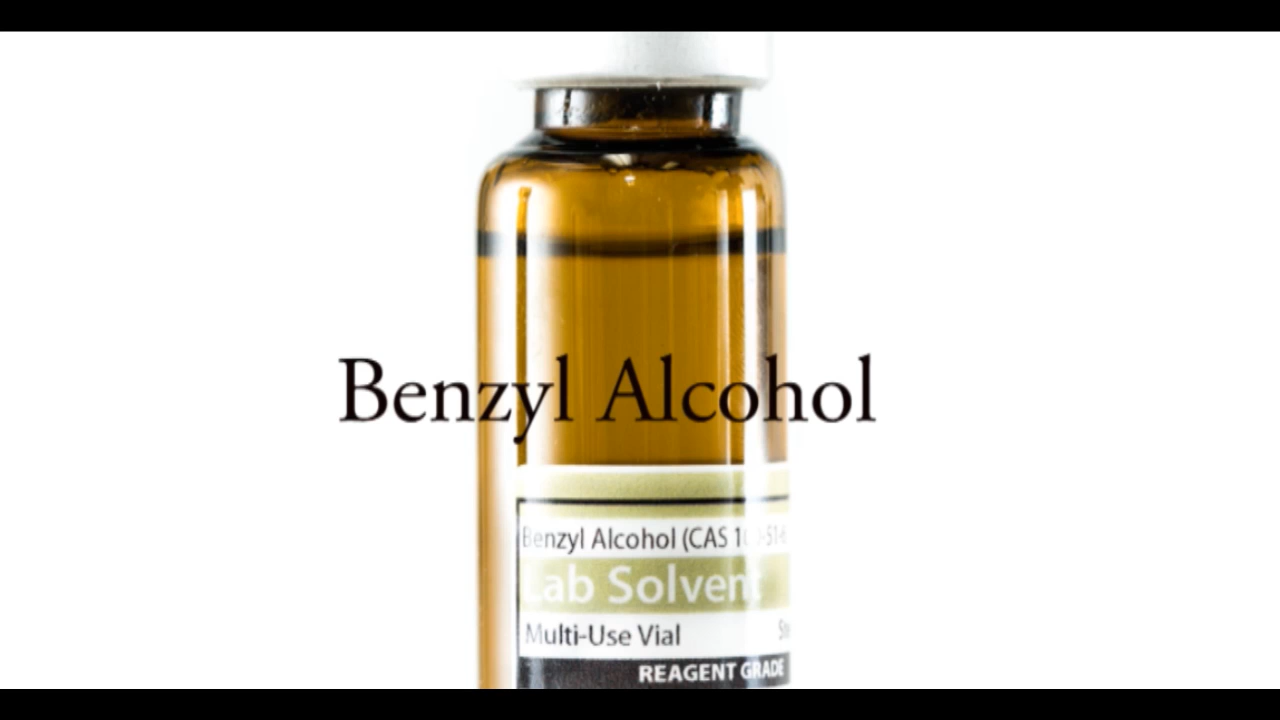 Benzyl Alcohol
Benzyl Alcohol (CAS
Lab Solvent
Multi-Use Vial
REAGENT GRADE